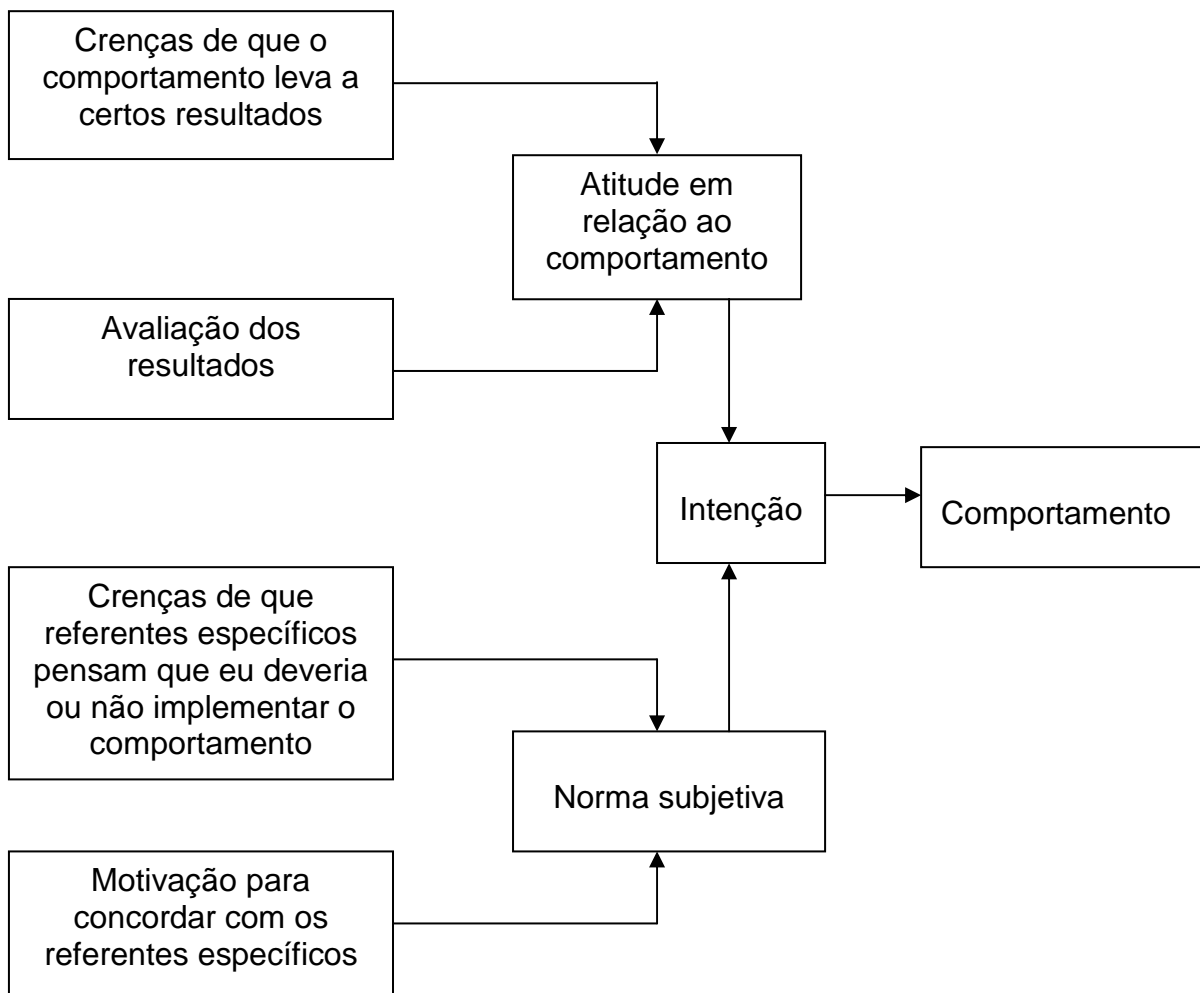 Crenças de que o
comportamento leva a
certos resultados
Atitude em
relação ao
comportamento
Avaliação dos
resultados
Intenção
Comportamento
Crenças de que
referentes específicos
pensam que eu deveria
ou não implementar o
comportamento
Norma subjetiva
Motivação para
concordar com os
referentes específicos